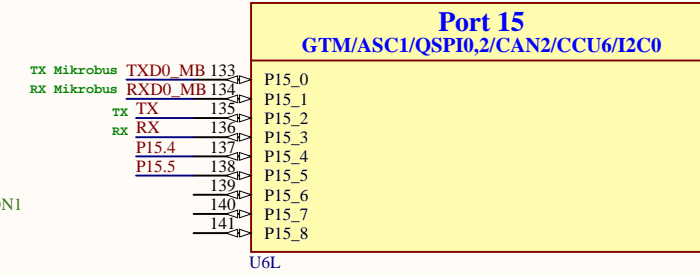 Port 15
GTM/ASC1/QSPI0,2/CAN2/CCU6/I2C0
TX Mikrobus TXD0_MB 133 P15_0
RX Mikrobus RXD0_MB 134 P15_1
TX TX 135 P15_2
RX RX 136 P15_3
P15.4 137 P15_4
P15.5 138 P15_5
139 P15_6
N1 140 P15_7
141 P15_8
U6L